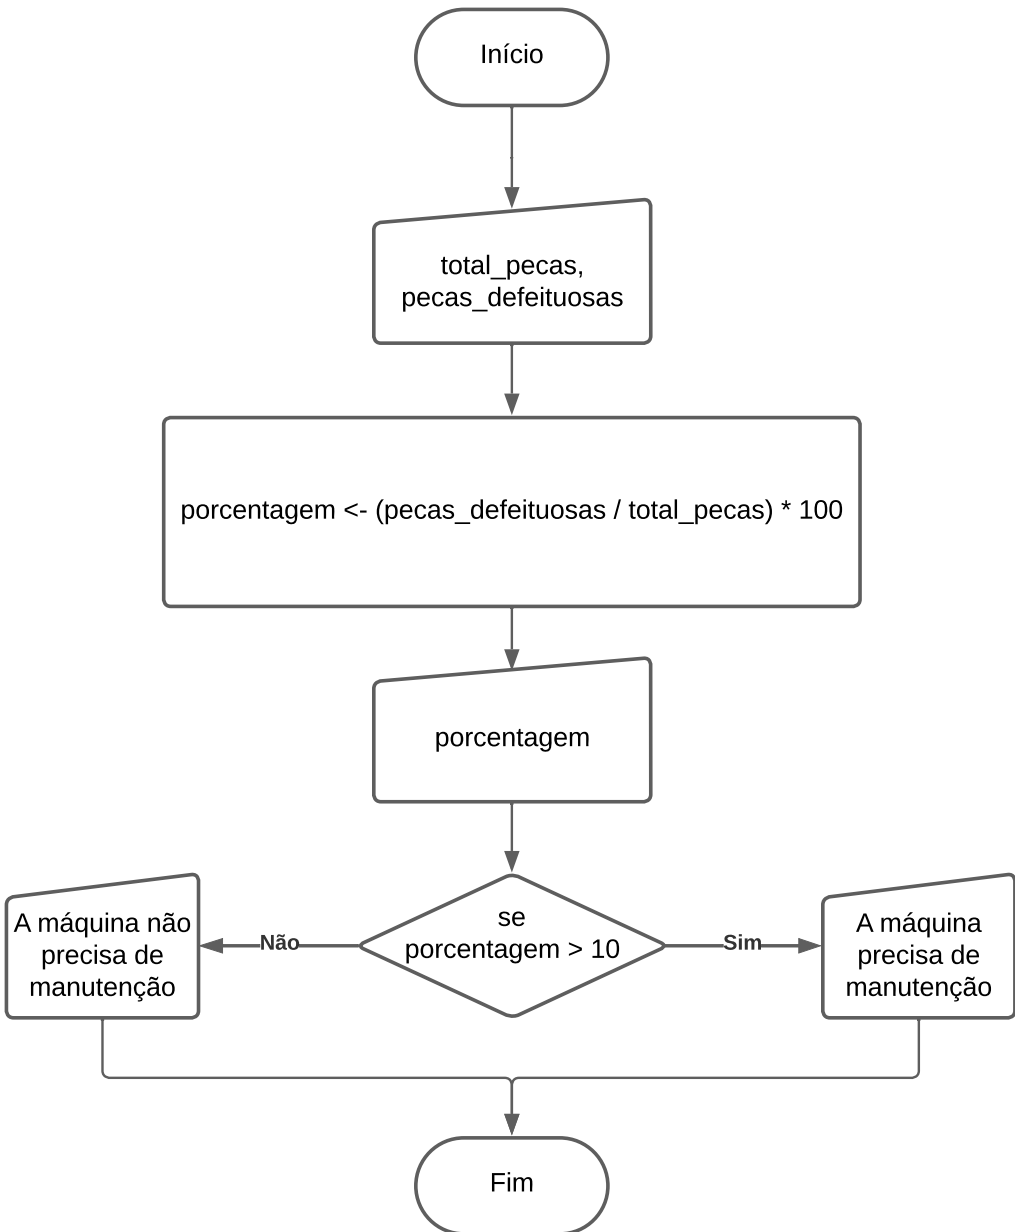 Início
total_pecas,
pecas_defeituosas
porcentagem <- (pecas_defeituosas / total_pecas) * 100
porcentagem
se
porcentagem > 10
Não
Sim
A máquina não
precisa de
manutenção
A máquina
precisa de
manutenção
Fim